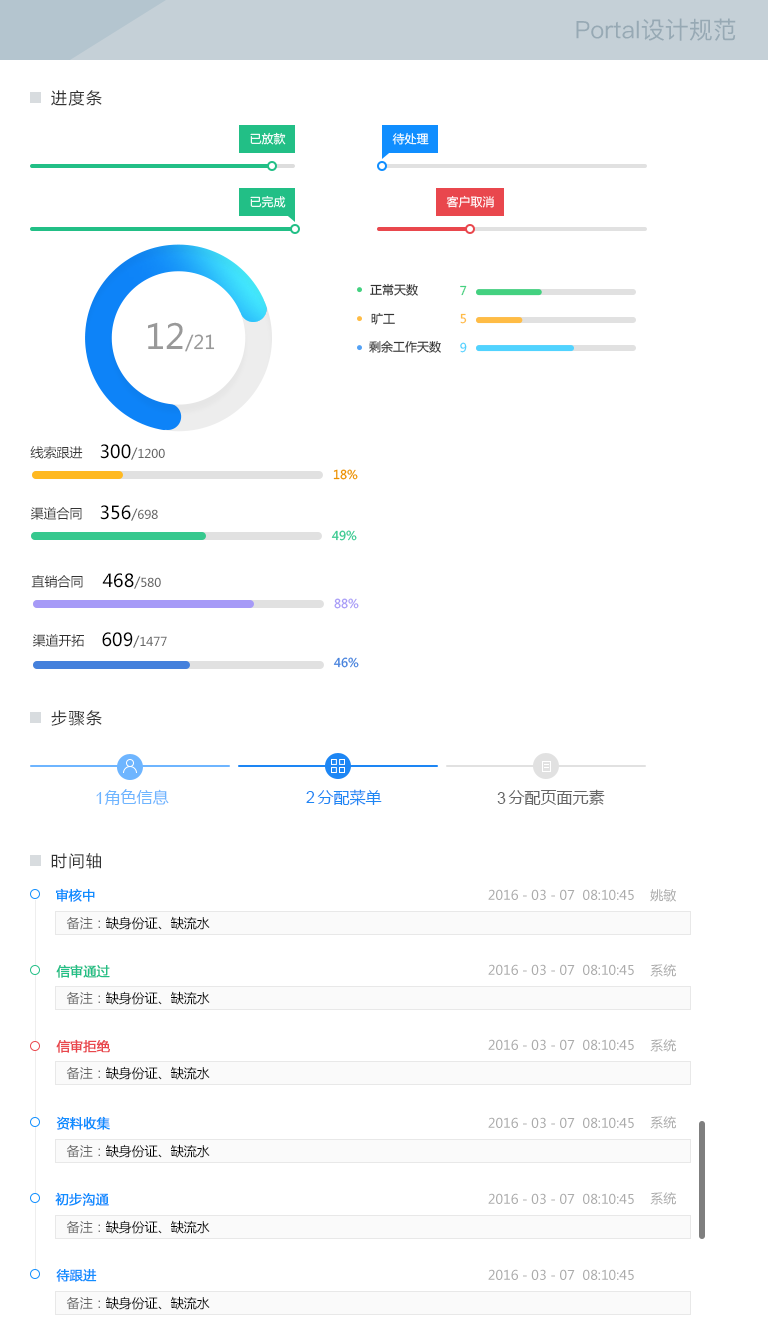 Portal设计规范
进度条
已放款
待处理
已完成
客户取消
12/21
正常天数 7
旷工 5
剩余工作天数 9
线索跟进 300/1200
18%
渠道合同 356/698
49%
直销合同 468/580
88%
渠道开拓 609/1477
46%
步骤条
1角色信息
2分配菜单
3分配页面元素
时间轴
审核中 2016 - 03 - 07 08:10:45 姚敏
备注：缺身份证、缺流水
信审通过 2016 - 03 - 07 08:10:45 系统
备注：缺身份证、缺流水
信审拒绝 2016 - 03 - 07 08:10:45 系统
备注：缺身份证、缺流水
资料收集 2016 - 03 - 07 08:10:45 系统
备注：缺身份证、缺流水
初步沟通 2016 - 03 - 07 08:10:45 系统
备注：缺身份证、缺流水
待跟进 2016 - 03 - 07 08:10:45
备注：缺身份证、缺流水